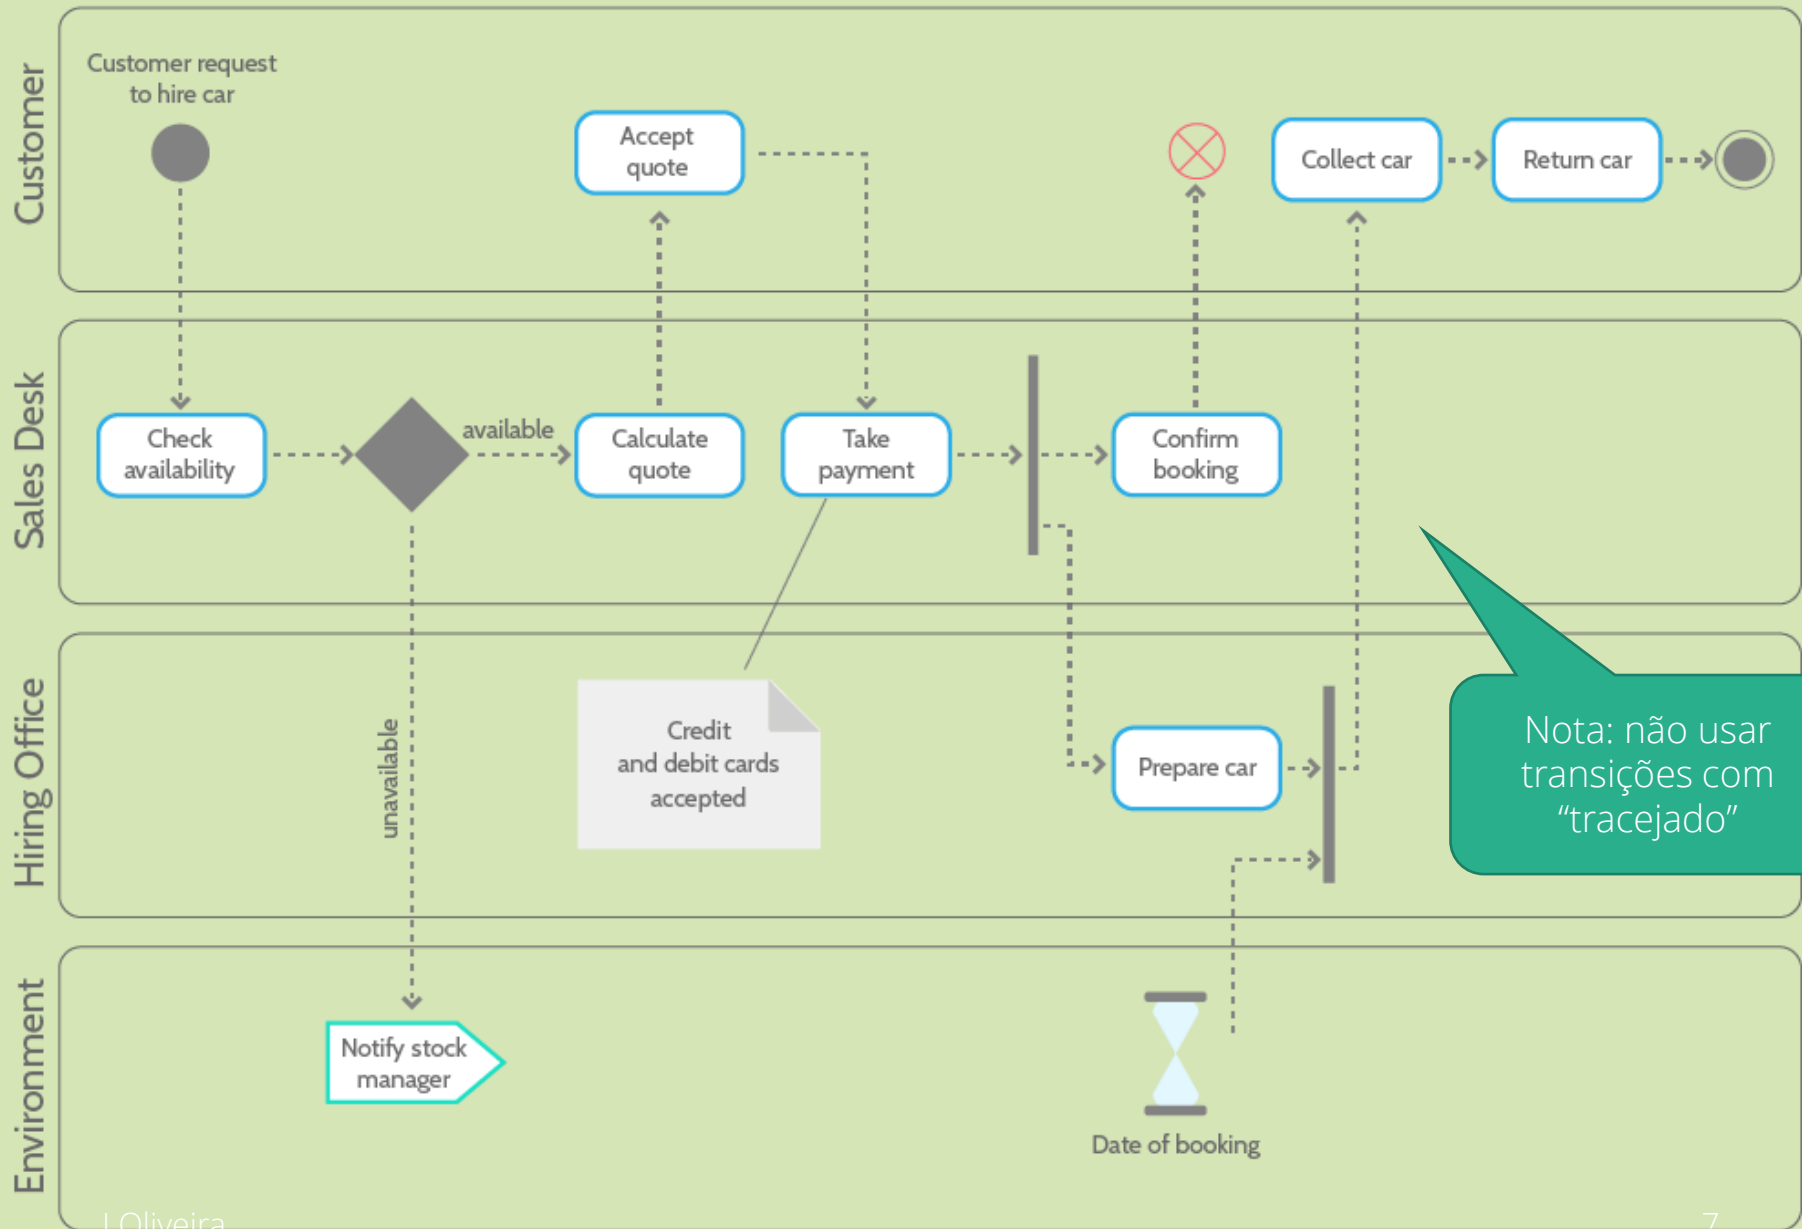 Customer
Customer request
to hire car
Accept
quote
Collect car
Return car
Sales Desk
Check
availability
available
Calculate
quote
Take
payment
Confirm
booking
Hiring Office
unavailable
Credit
and debit cards
accepted
Prepare car
Nota: não usar
transições com
“tracejado”
Environment
Notify stock
manager
Date of booking
I Oliveira
7